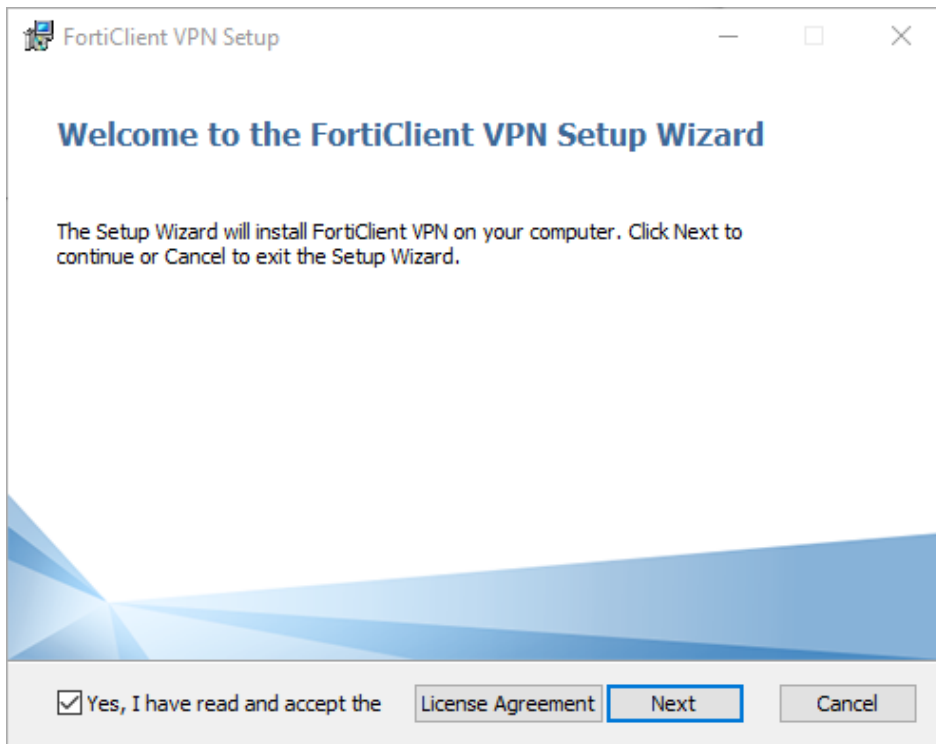 FortiClient VPN Setup
Welcome to the FortiClient VPN Setup Wizard
The Setup Wizard will install FortiClient VPN on your computer. Click Next to
continue or Cancel to exit the Setup Wizard.
Yes, I have read and accept the License Agreement Next Cancel